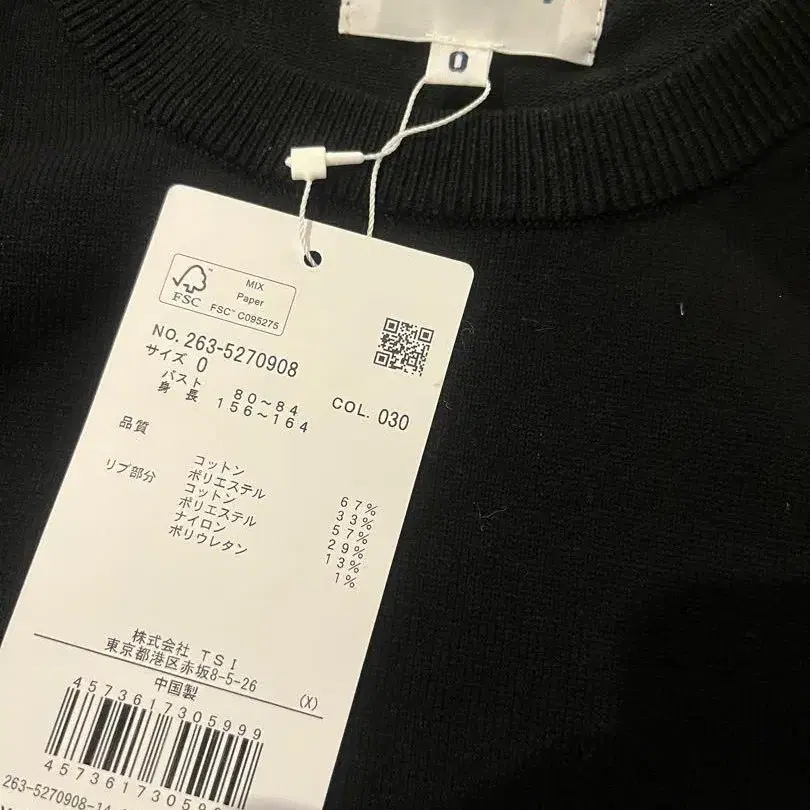 0
MIX
Paper
FSC™ C095275
FSC
NO. 263-5270908
サイズ 0
バスト 80~84
身長 156~164
COL. 030
品質
コットン 67%
ポリエステル 33%
リブ部分 コットン 57%
ポリエステル 29%
ナイロン 13%
ポリウレタン 1%
株式会社 TSI
東京都港区赤坂8-5-26
中国製 (X)
4573617305999
263-5270908-14